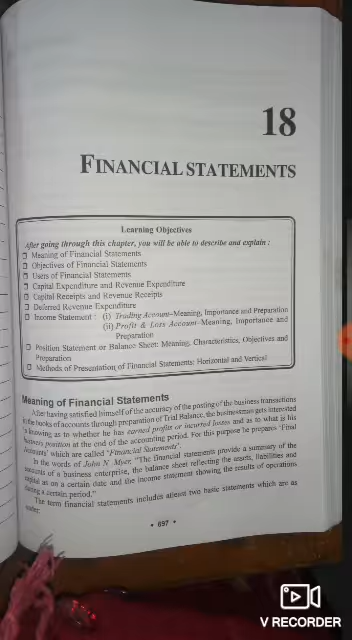 18
FINANCIAL STATEMENTS
Learning Objectives
After going through this chapter, you will be able to describe and explain :
❒ Meaning of Financial Statements
❒ Objectives of Financial Statements
❒ Users of Financial Statements
❒ Capital Expenditure and Revenue Expenditure
❒ Capital Receipts and Revenue Receipts
❒ Deferred Revenue Expenditure
❒ Income Statement : (i) Trading Account–Meaning, Importance and Preparation
(ii) Profit & Loss Account–Meaning, Importance and
Preparation
❒ Position Statement or Balance Sheet: Meaning, Characteristics, Objectives and
Preparation
❒ Methods of Presentation of Financial Statements: Horizontal and Vertical
Meaning of Financial Statements
After having satisfied himself of the accuracy of the posting of the business transactions
in the books of accounts through preparation of Trial Balance, the businessman gets interested
in knowing as to whether he has earned profit or incurred losses and as to what is his
business position at the end of the accounting period. For this purpose he prepares 'Final
Accounts' which are called 'Financial Statements'.
In the words of John N Myer, "The financial statements provide a summary of the
accounts of a business enterprise, the balance sheet reflecting the assets, liabilities and
capital as on a certain date and the income statement showing the results of operations
during a certain period."
The term financial statements includes atleast two basic statements which are as
under:
• 697 •
V RECORDER